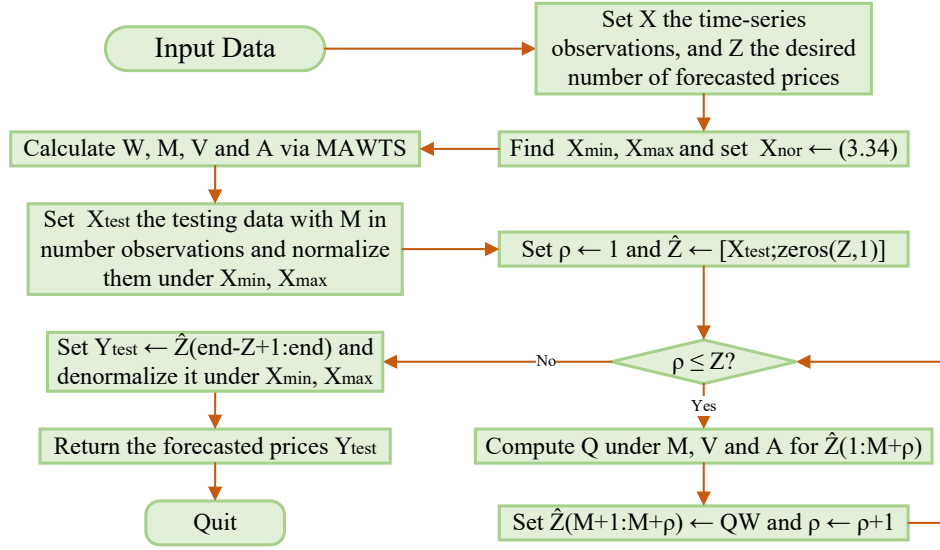 Input Data
Set X the time-series
observations, and Z the desired
number of forecasted prices
Find Xmin, Xmax and set Xnor ← (3.34)
Calculate W, M, V and A via MAWTS
Set Xtest the testing data with M in
number observations and normalize
them under Xmin, Xmax
Set ρ ← 1 and Ẑ ← [Xtest;zeros(Z,1)]
ρ ≤ Z?
No
Yes
Set Ytest ← Ẑ(end-Z+1:end) and
denormalize it under Xmin, Xmax
Return the forecasted prices Ytest
Quit
Compute Q under M, V and A for Ẑ(1:M+ρ)
Set Ẑ(M+1:M+ρ) ← QW and ρ ← ρ+1